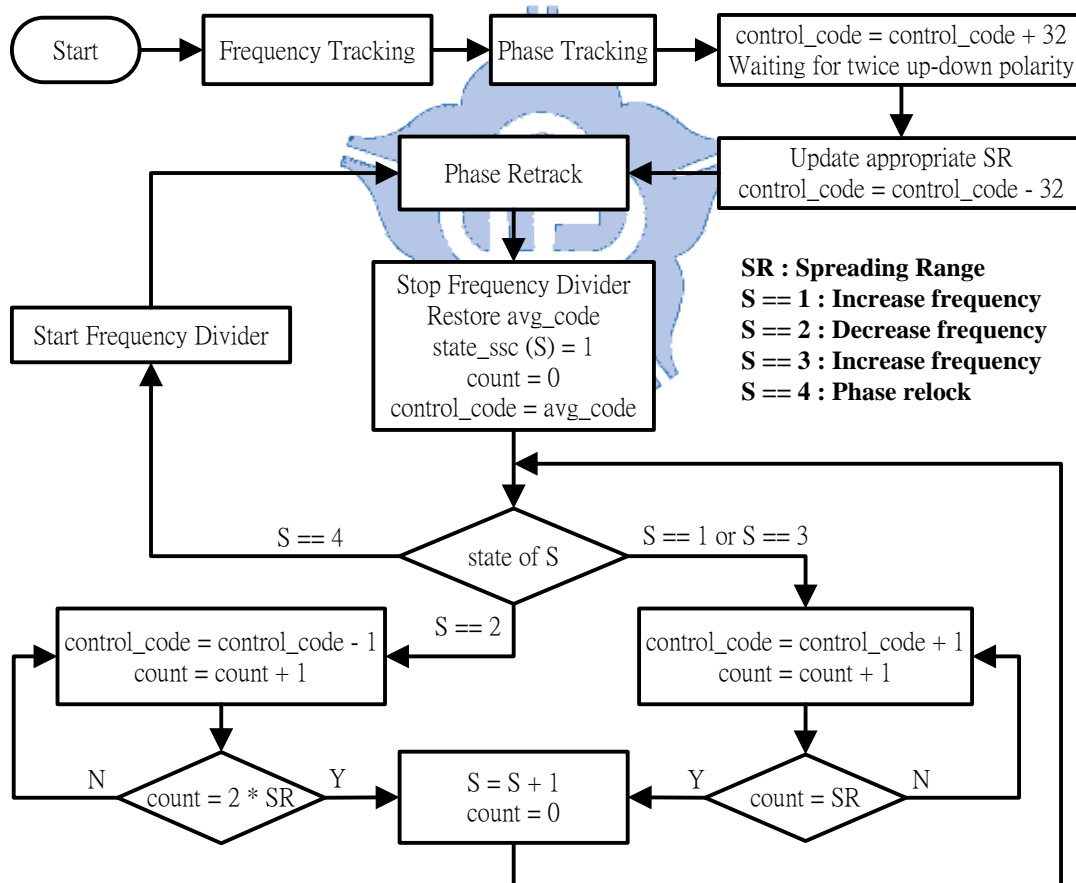 Start
Frequency Tracking
Phase Tracking
control_code = control_code + 32
Waiting for twice up-down polarity
Phase Retrack
Update appropriate SR
control_code = control_code - 32
Stop Frequency Divider
Restore avg_code
state_ssc (S) = 1
count = 0
control_code = avg_code
SR : Spreading Range
S == 1 : Increase frequency
S == 2 : Decrease frequency
S == 3 : Increase frequency
S == 4 : Phase relock
Start Frequency Divider
S == 4
state of S
S == 1 or S == 3
S == 2
control_code = control_code - 1
count = count + 1
control_code = control_code + 1
count = count + 1
N
count = 2 * SR
Y
S = S + 1
count = 0
Y
count = SR
N